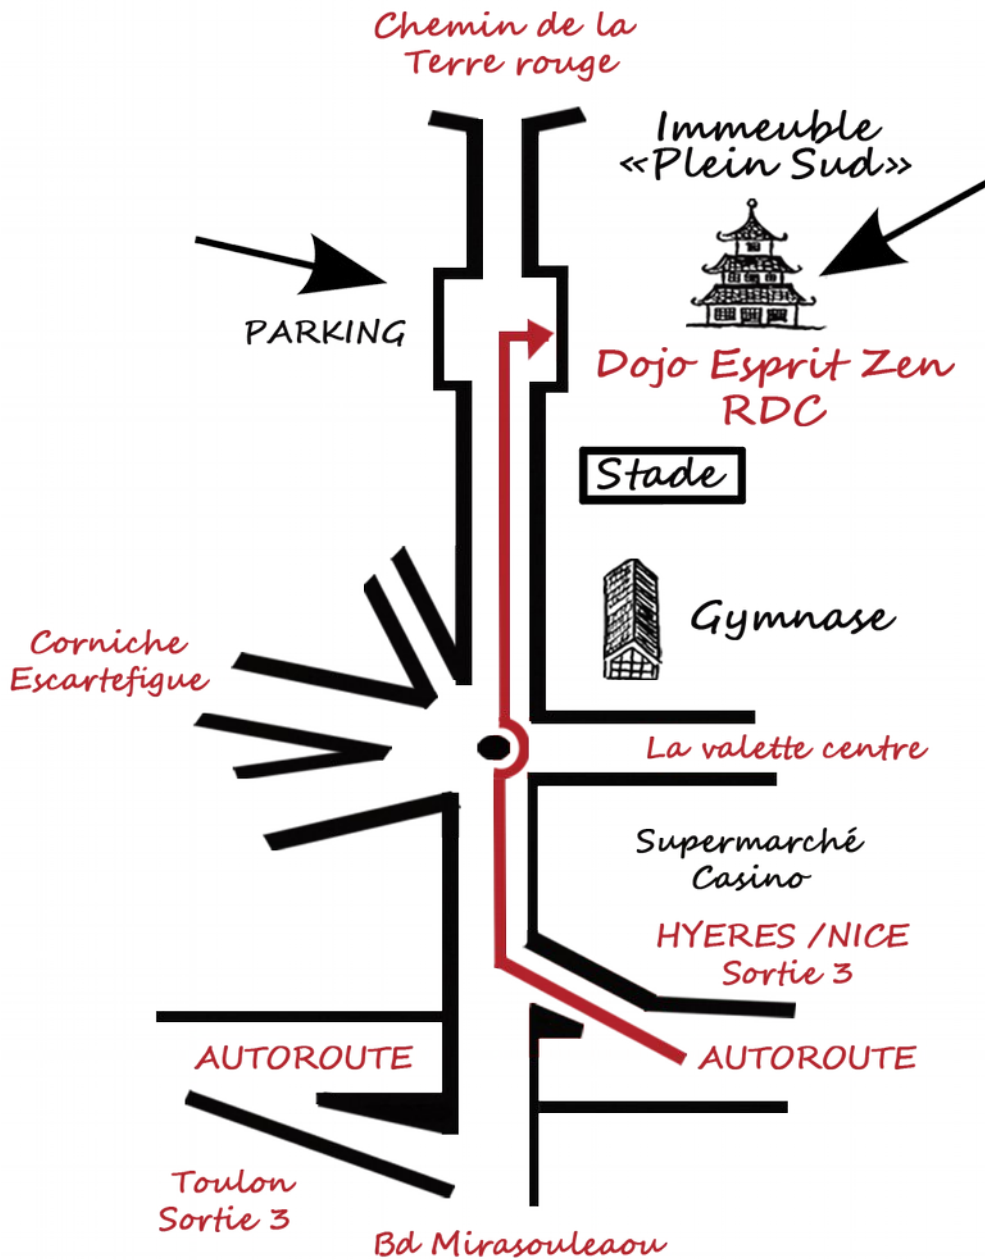 Chemin de la
Terre rouge
Immeuble
«Plein Sud»
PARKING
Dojo Esprit Zen
RDC
Stade
Gymnase
Corniche
Escartefigue
La valette centre
Supermarché
Casino
HYERES /NICE
Sortie 3
AUTOROUTE
AUTOROUTE
Toulon
Sortie 3
Bd Mirasouleaou